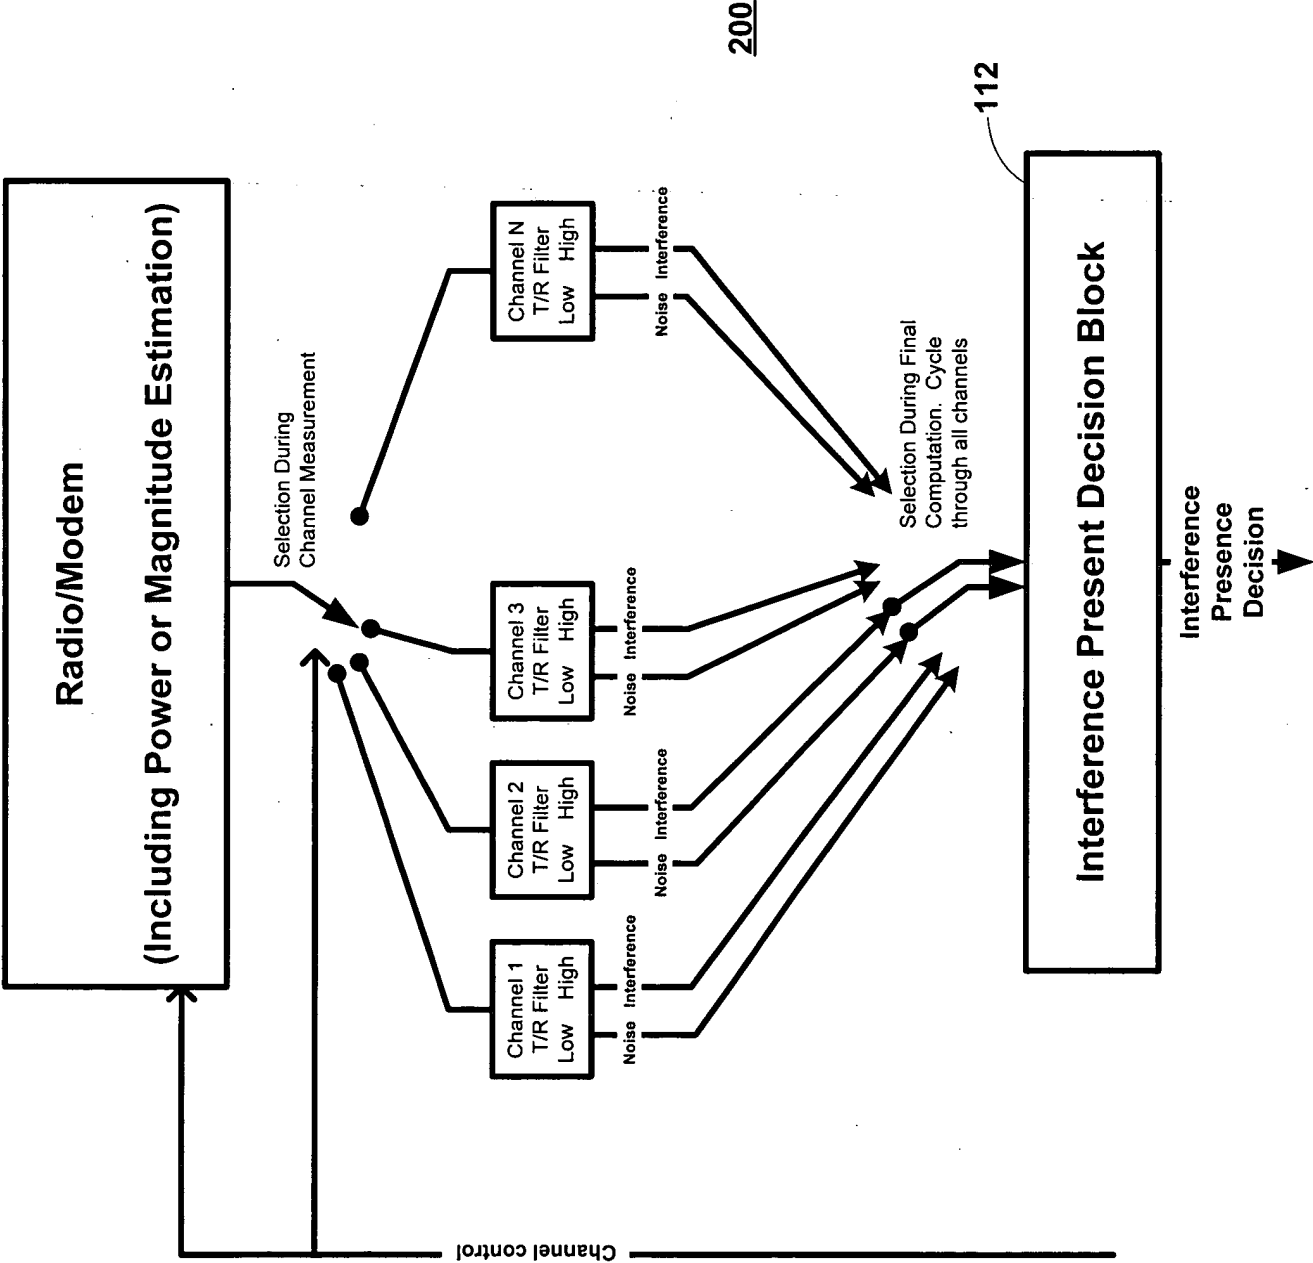 200
Radio/Modem
(Including Power or Magnitude Estimation)
Selection During
Channel Measurement
Channel 1
T/R Filter
Low High
Channel 2
T/R Filter
Low High
Channel 3
T/R Filter
Low High
Channel N
T/R Filter
Low High
Noise Interference
Noise Interference
Noise Interference
Noise Interference
Channel control
Selection During Final
Computation. Cycle
through all channels
112
Interference Present Decision Block
Interference
Presence
Decision